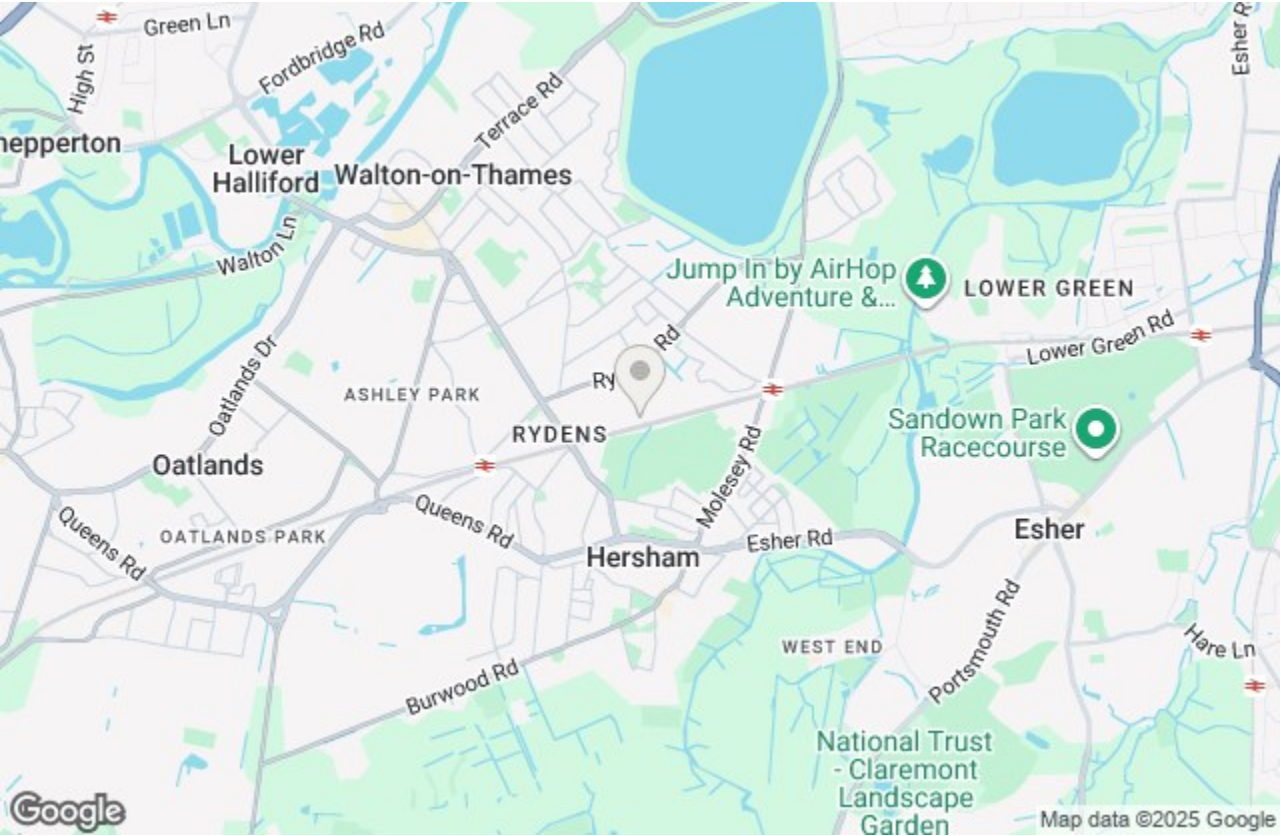 Green Ln
High St
Fordbridge Rd
Esher R
Terrace Rd
hepperton
Lower
Halliford
Walton-on-Thames
Walton Ln
Jump In by AirHop
Adventure &...
LOWER GREEN
Lower Green Rd
Oatlands Dr
Ry
Rd
ASHLEY PARK
RYDENS
Sandown Park
Racecourse
Oatlands
Molesey Rd
Queens Rd
Queens Rd
OATLANDS PARK
Hersham
Esher Rd
Esher
Portsmouth Rd
WEST END
Hare Ln
Burwood Rd
National Trust
- Claremont
Landscape
Garden
Google
Map data ©2025 Google